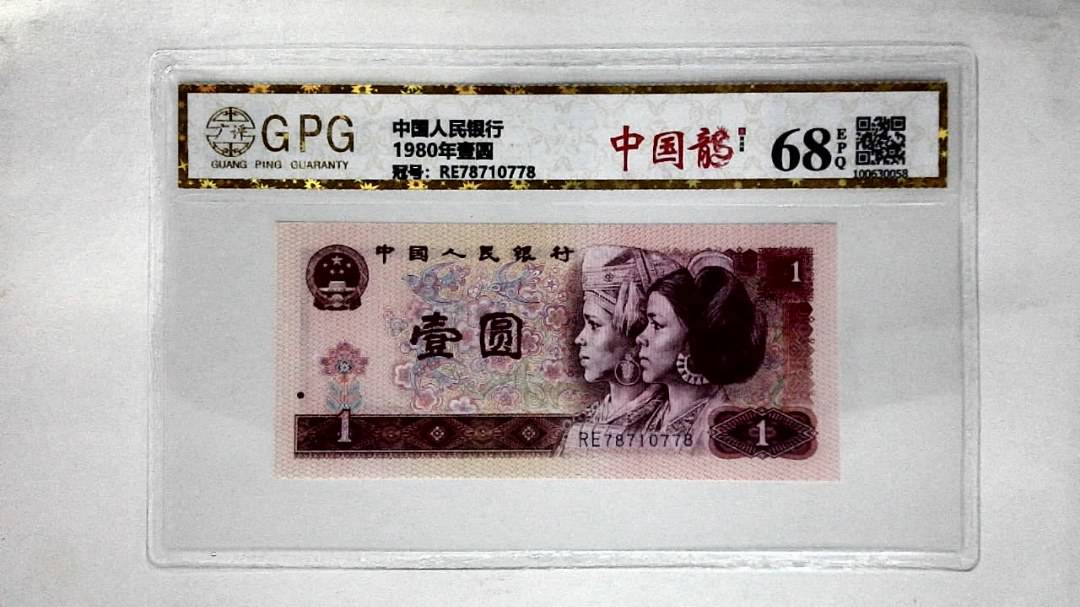 广泽
GPG
GUANG PING GUARANTY
中国人民银行
1980年壹圆
冠号：RE78710778
中国龙
68
EPQ
100630058
中国人民银行
1
壹圆
1
RE78710778
1